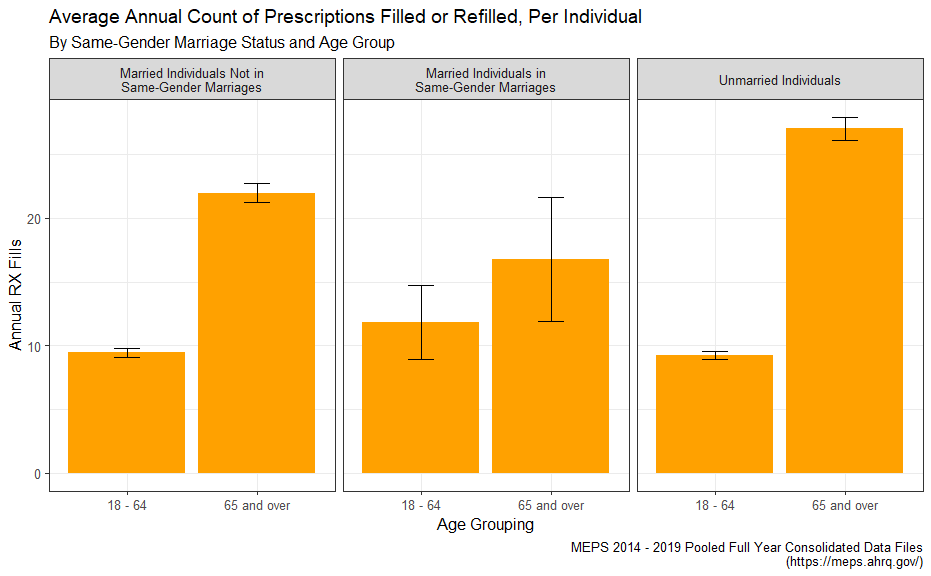 Average Annual Count of Prescriptions Filled or Refilled, Per Individual
By Same-Gender Marriage Status and Age Group
Married Individuals Not in
Same-Gender Marriages
Married Individuals in
Same-Gender Marriages
Unmarried Individuals
Annual RX Fills
20
10
0
18 - 64
65 and over
18 - 64
65 and over
18 - 64
65 and over
Age Grouping
MEPS 2014 - 2019 Pooled Full Year Consolidated Data Files
(https://meps.ahrq.gov/)